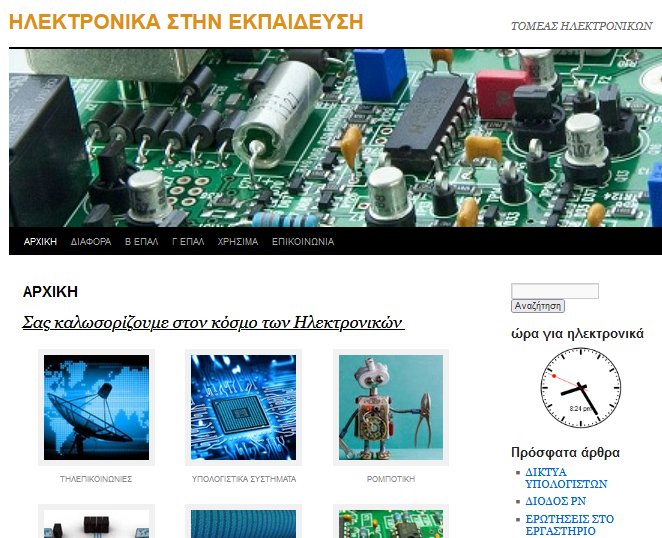 ΗΛΕΚΤΡΟΝΙΚΑ ΣΤΗΝ ΕΚΠΑΙΔΕΥΣΗ
ΤΟΜΕΑΣ ΗΛΕΚΤΡΟΝΙΚΩΝ
ΑΡΧΙΚΗ ΔΙΑΦΟΡΑ Β ΕΠΑΛ Γ ΕΠΑΛ ΧΡΗΣΙΜΑ ΕΠΙΚΟΙΝΩΝΙΑ
ΑΡΧΙΚΗ
Σας καλωσορίζουμε στον κόσμο των Ηλεκτρονικών
ΤΗΛΕΠΙΚΟΙΝΩΝΙΕΣ
ΥΠΟΛΟΓΙΣΤΙΚΑ ΣΥΣΤΗΜΑΤΑ
ΡΟΜΠΟΤΙΚΗ
Αναζήτηση
ώρα για ηλεκτρονικά
8:24 pm
Πρόσφατα άρθρα
ΔΙΚΤΥΑ
ΥΠΟΛΟΓΙΣΤΩΝ
ΔΙΟΔΟΣ PN
ΕΡΩΤΗΣΕΙΣ ΣΤΟ
ΕΡΓΑΣΤΗΡΙΟ